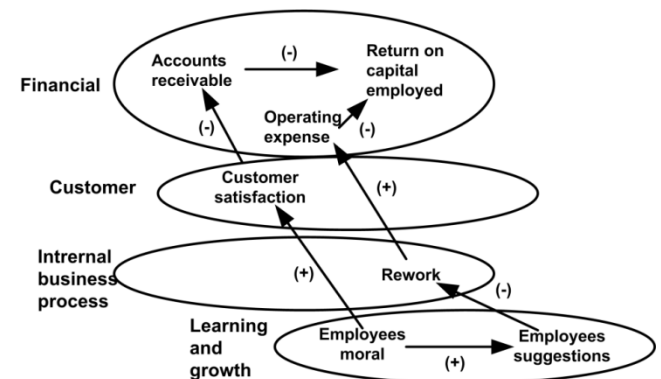 Financial
Accounts
receivable
(-)
Return on
capital
employed
Operating
expense
(-)
(-)
Customer
Customer
satisfaction
(+)
Intrernal
business
process
(+)
Rework
(-)
Learning
and
growth
Employees
moral
(+)
Employees
suggestions